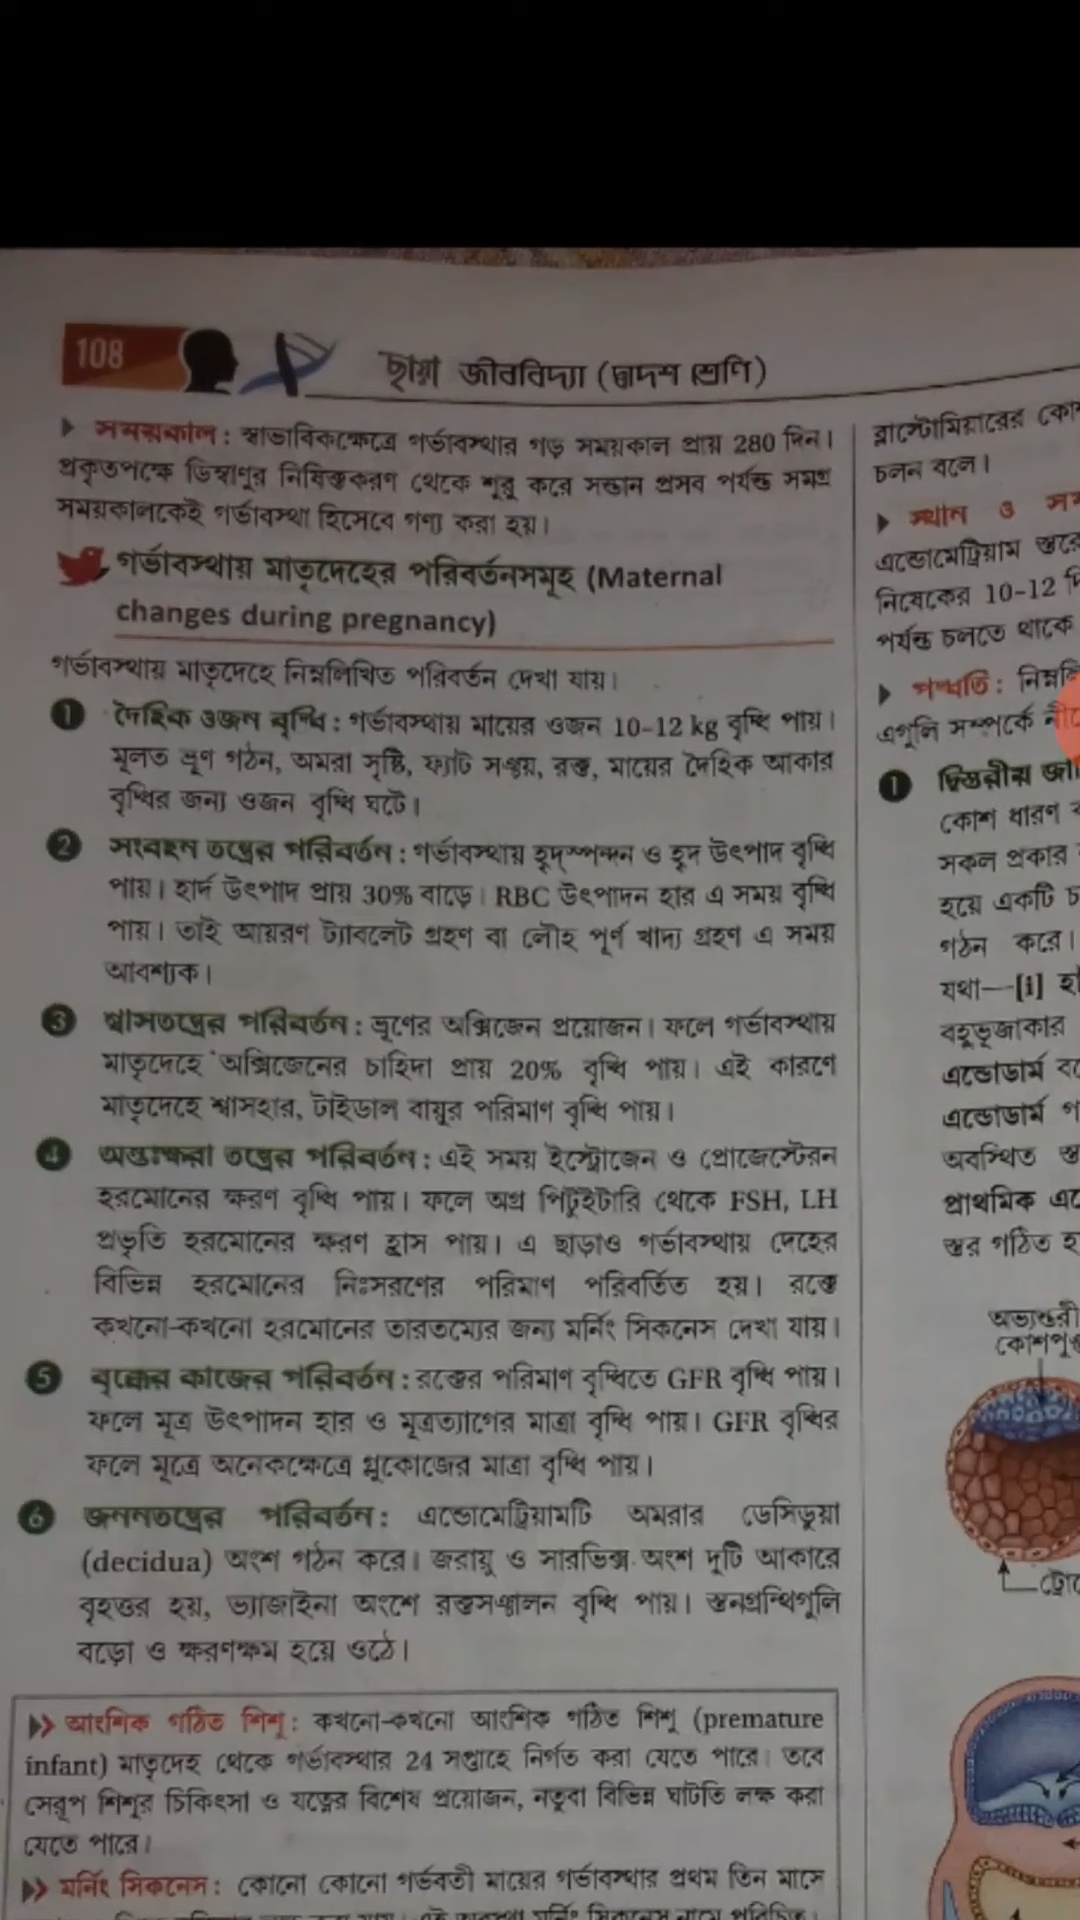 108
ছায়া জীববিদ্যা (দ্বাদশ শ্রেণি)
▶ সময়কাল : স্বাভাবিকক্ষেত্রে গর্ভাবস্থার গড় সময়কাল প্রায় 280 দিন।
প্রকৃতপক্ষে ডিম্বাণুর নিষিক্তকরণ থেকে শুরু করে সন্তান প্রসব পর্যন্ত সমগ্র
সময়কালকেই গর্ভাবস্থা হিসেবে গণ্য করা হয়।
গর্ভাবস্থায় মাতৃদেহের পরিবর্তনসমূহ (Maternal
changes during pregnancy)
গর্ভাবস্থায় মাতৃদেহে নিম্নলিখিত পরিবর্তন দেখা যায়।
1 দৈহিক ওজন বৃদ্ধি : গর্ভাবস্থায় মায়ের ওজন 10-12 kg বৃদ্ধি পায়।
মূলত ভ্রূণ গঠন, অমরা সৃষ্টি, ফ্যাট সঞ্চয়, রক্ত, মায়ের দৈহিক আকার
বৃদ্ধির জন্য ওজন বৃদ্ধি ঘটে।
2 সংবহন তন্ত্রের পরিবর্তন : গর্ভাবস্থায় হৃদ্‌স্পন্দন ও হৃদ উৎপাদ বৃদ্ধি
পায়। হার্দ উৎপাদ প্রায় 30% বাড়ে। RBC উৎপাদন হার এ সময় বৃদ্ধি
পায়। তাই আয়রণ ট্যাবলেট গ্রহণ বা লৌহ পূর্ণ খাদ্য গ্রহণ এ সময়
আবশ্যক।
3 শ্বাসতন্ত্রের পরিবর্তন : ভ্রূণের অক্সিজেন প্রয়োজন। ফলে গর্ভাবস্থায়
মাতৃদেহে অক্সিজেনের চাহিদা প্রায় 20% বৃদ্ধি পায়। এই কারণে
মাতৃদেহে শ্বাসহার, টাইডাল বায়ুর পরিমাণ বৃদ্ধি পায়।
4 অন্তঃক্ষরা তন্ত্রের পরিবর্তন : এই সময় ইস্ট্রোজেন ও প্রোজেস্টেরন
হরমোনের ক্ষরণ বৃদ্ধি পায়। ফলে অগ্র পিটুইটারি থেকে FSH, LH
প্রভৃতি হরমোনের ক্ষরণ হ্রাস পায়। এ ছাড়াও গর্ভাবস্থায় দেহের
বিভিন্ন হরমোনের নিঃসরণের পরিমাণ পরিবর্তিত হয়। রক্তে
কখনো-কখনো হরমোনের তারতম্যের জন্য মর্নিং সিকনেস দেখা যায়।
5 বৃক্কের কাজের পরিবর্তন : রক্তের পরিমাণ বৃদ্ধিতে GFR বৃদ্ধি পায়।
ফলে মূত্র উৎপাদন হার ও মূত্রত্যাগের মাত্রা বৃদ্ধি পায়। GFR বৃদ্ধির
ফলে মূত্রে অনেকক্ষেত্রে গ্লুকোজের মাত্রা বৃদ্ধি পায়।
6 জননতন্ত্রের পরিবর্তন : এন্ডোমেট্রিয়ামটি অমরার ডেসিডুয়া
(decidua) অংশ গঠন করে। জরায়ু ও সারভিক্স অংশ দুটি আকারে
বৃহত্তর হয়, ভ্যাজাইনা অংশে রক্তসঞ্চালন বৃদ্ধি পায়। স্তনগ্রন্থিগুলি
বড়ো ও ক্ষরণক্ষম হয়ে ওঠে।
আংশিক গঠিত শিশু : কখনো-কখনো আংশিক গঠিত শিশু (premature
infant) মাতৃদেহ থেকে গর্ভাবস্থার 24 সপ্তাহে নির্গত করা যেতে পারে। তবে
সেরূপ শিশুর চিকিৎসা ও যত্নের বিশেষ প্রয়োজন, নতুবা বিভিন্ন ঘাটতি লক্ষ করা
যেতে পারে।
মর্নিং সিকনেস : কোনো কোনো গর্ভবতী মায়ের গর্ভাবস্থার প্রথম তিন মাসে
ব্লাস্টোমিয়ারের
চলন বলে।
▶ স্থান ও
এন্ডোমেট্রিয়াম স্তরে
নিষেকের 10-12
পর্যন্ত চলতে থাকে
▶ পদ্ধতি :
এগুলি সম্পর্কে
1 দ্বিস্তরীয়
কোশ ধারণ
সকল প্রকার
হয়ে একটি
গঠন করে।
যথা—[i]
বহুভূজাকার
এন্ডোডার্ম
এন্ডোডার্ম
অবস্থিত
প্রাথমিক
স্তর গঠিত
অভ্যন্তরীণ